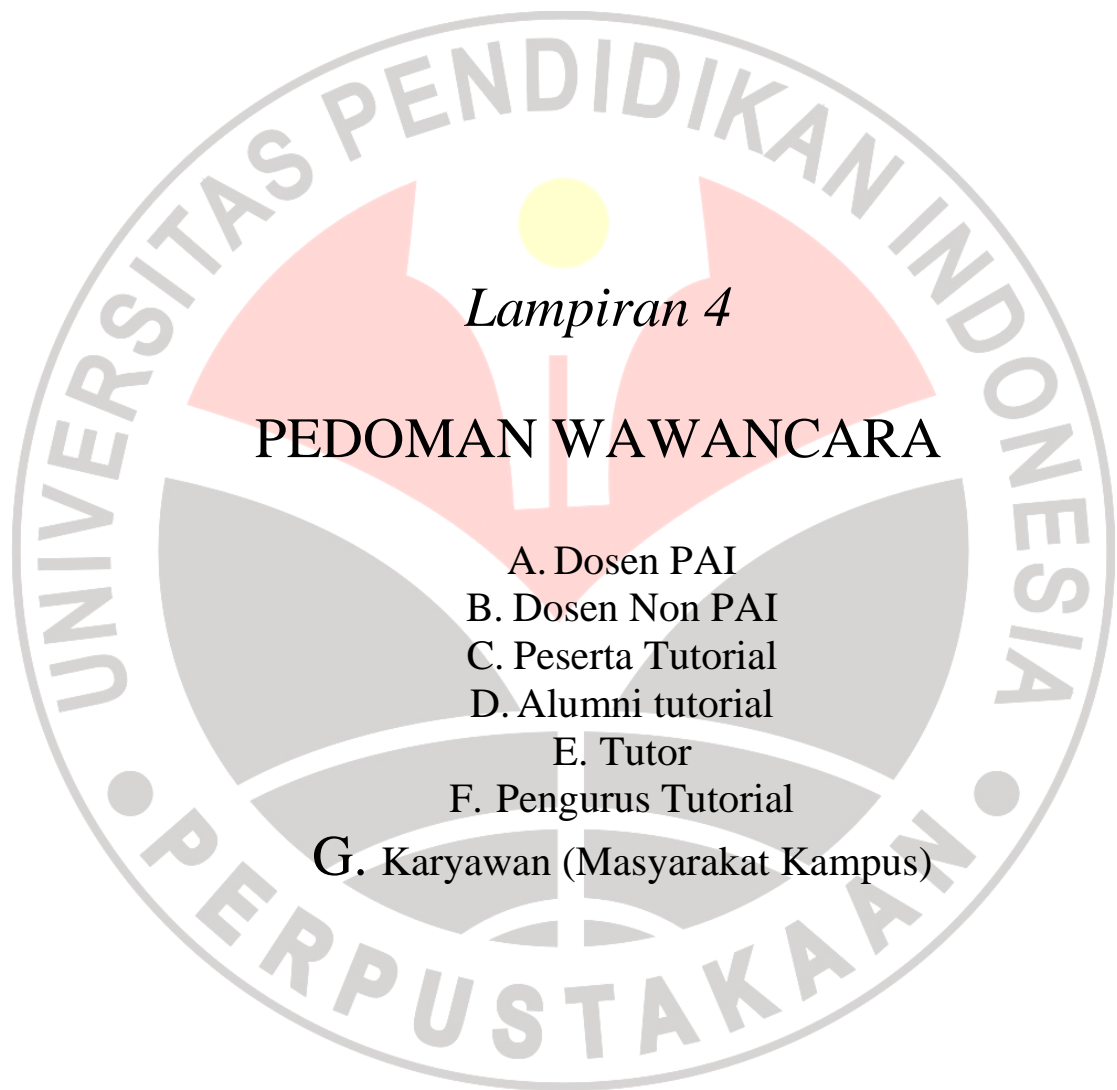 UNIVERSITAS PENDIDIKAN INDONESIA
Lampiran 4
PEDOMAN WAWANCARA
A. Dosen PAI
B. Dosen Non PAI
C. Peserta Tutorial
D. Alumni tutorial
E. Tutor
F. Pengurus Tutorial
G. Karyawan (Masyarakat Kampus)
PERPUSTAKAAN